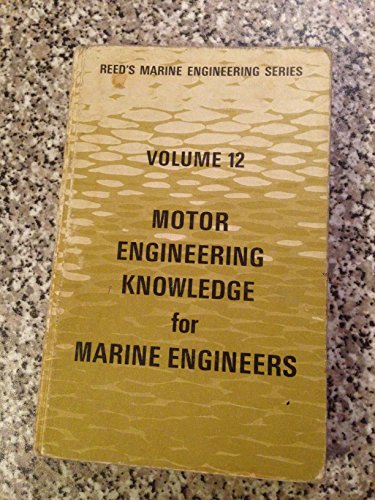 REED'S MARINE ENGINEERING SERIES
VOLUME 12
MOTOR
ENGINEERING
KNOWLEDGE
for
MARINE ENGINEERS